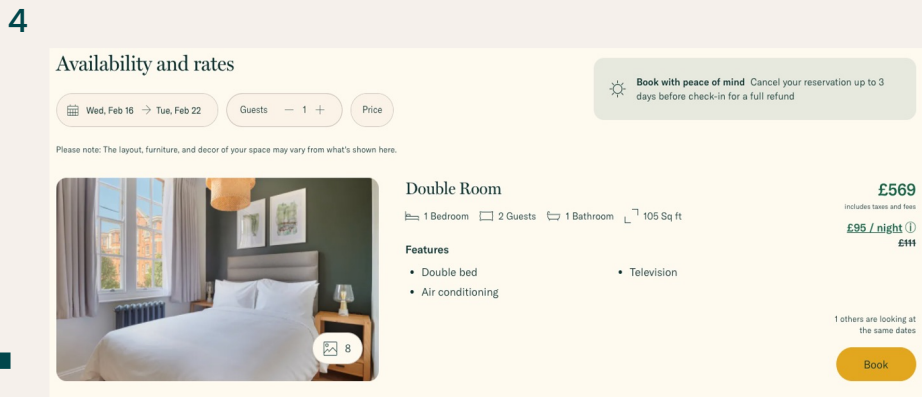 4
Availability and rates
Wed, Feb 16 → Tue, Feb 22
Guests — 1 +
Price
Book with peace of mind Cancel your reservation up to 3
days before check-in for a full refund
Please note: The layout, furniture, and decor of your space may vary from what's shown here.
Double Room
1 Bedroom 2 Guests 1 Bathroom 105 Sq ft
Features
• Double bed
• Air conditioning
• Television
8
£569
includes taxes and fees
£95 / night ⓘ
£111
1 others are looking at
the same dates
Book